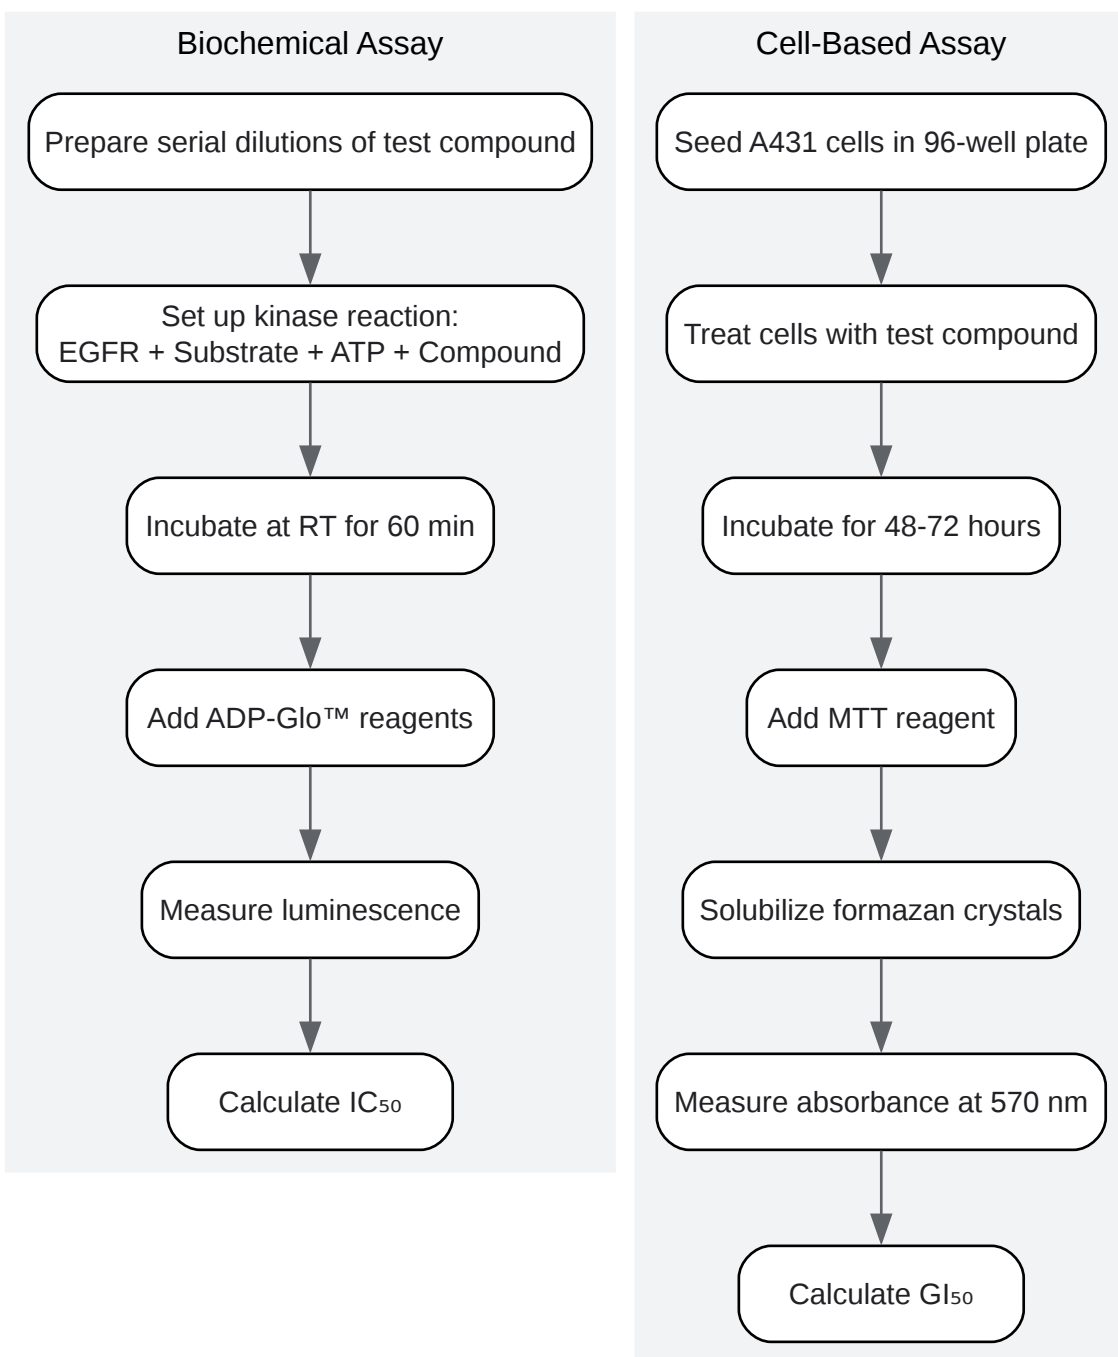 Biochemical Assay
Prepare serial dilutions of test compound
Set up kinase reaction:
EGFR + Substrate + ATP + Compound
Incubate at RT for 60 min
Add ADP-Glo™ reagents
Measure luminescence
Calculate IC₅₀
Cell-Based Assay
Seed A431 cells in 96-well plate
Treat cells with test compound
Incubate for 48-72 hours
Add MTT reagent
Solubilize formazan crystals
Measure absorbance at 570 nm
Calculate GI₅₀